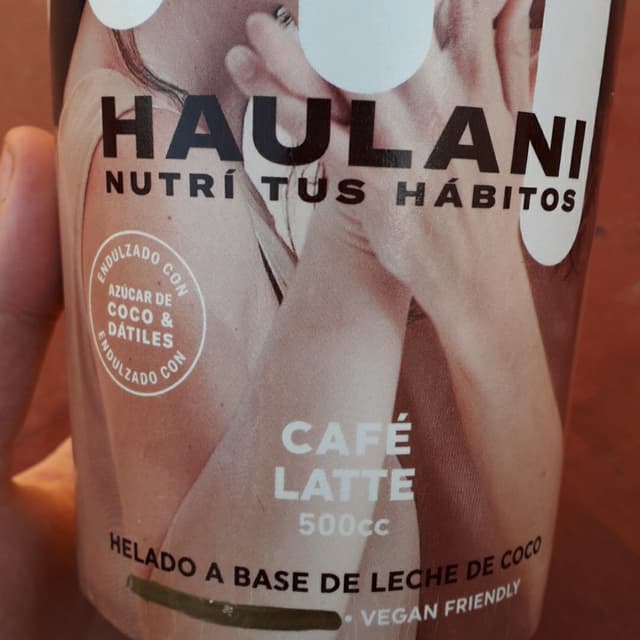 HAULANI
NUTRÍ TUS HÁBITOS
ENDULZADO CON
AZÚCAR DE
COCO &
DÁTILES
ENDULZADO CON
CAFÉ
LATTE
500cc
HELADO A BASE DE LECHE DE COCO
• VEGAN FRIENDLY